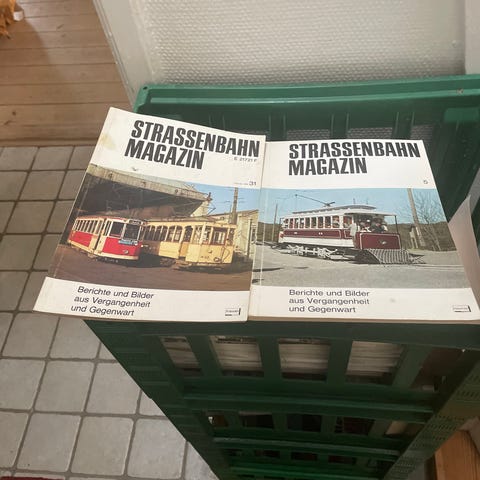 STRASSENBAHN
MAGAZIN
E 21721 F
31
Berichte und Bilder
aus Vergangenheit
und Gegenwart
STRASSENBAHN
MAGAZIN
5
Berichte und Bilder
aus Vergangenheit
und Gegenwart